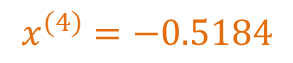 x⁽⁴⁾ = −0.5184